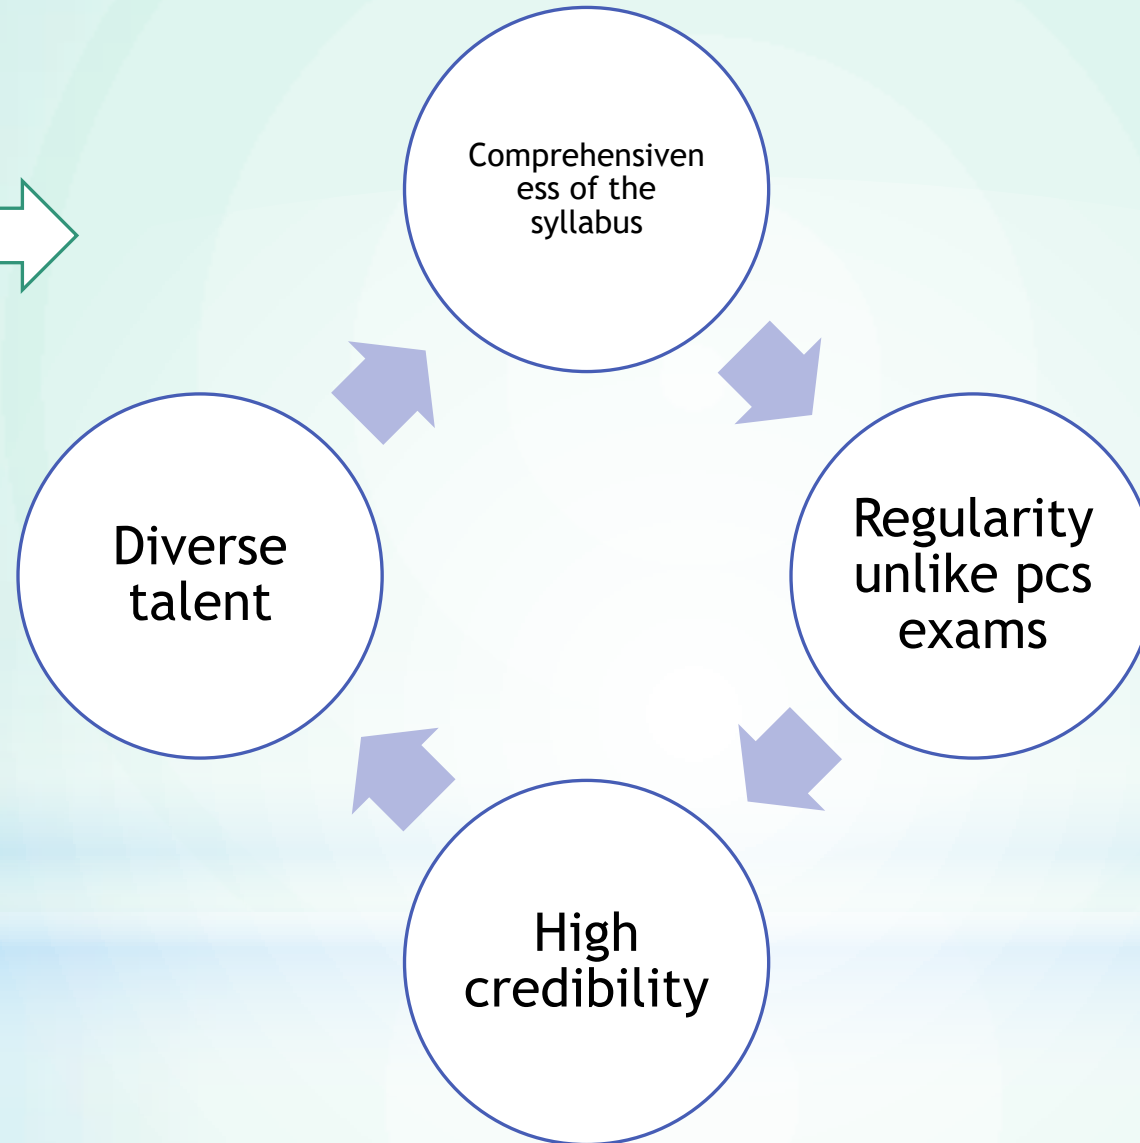 Comprehensiven
ess of the
syllabus
Regularity
unlike pcs
exams
High
credibility
Diverse
talent